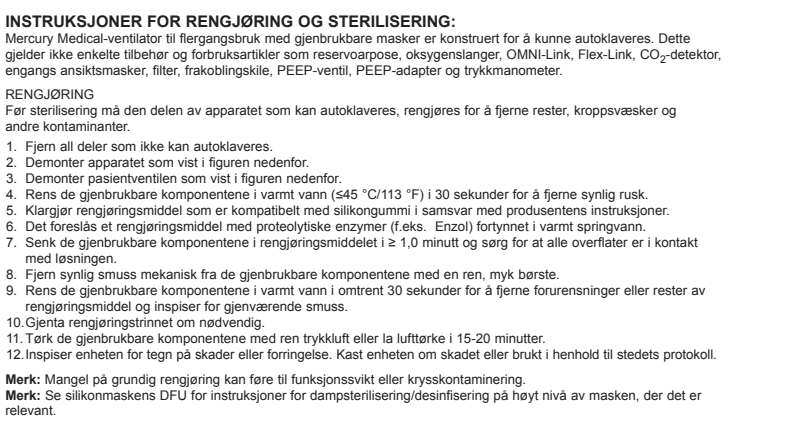 INSTRUKSJONER FOR RENGJØRING OG STERILISERING:
Mercury Medical-ventilator til flergangsbruk med gjenbrukbare masker er konstruert for å kunne autoklaveres. Dette
gjelder ikke enkelte tilbehør og forbruksartikler som reservoarpose, oksygenslanger, OMNI-Link, Flex-Link, CO₂-detektor,
engangs ansiktsmasker, filter, frakoblingskile, PEEP-ventil, PEEP-adapter og trykkmanometer.
RENGJØRING
Før sterilisering må den delen av apparatet som kan autoklaveres, rengjøres for å fjerne rester, kroppsvæsker og
andre kontaminanter.
1. Fjern all deler som ikke kan autoklaveres.
2. Demonter apparatet som vist i figuren nedenfor.
3. Demonter pasientventilen som vist i figuren nedenfor.
4. Rens de gjenbrukbare komponentene i varmt vann (≤45 °C/113 °F) i 30 sekunder for å fjerne synlig rusk.
5. Klargjør rengjøringsmiddel som er kompatibelt med silikongummi i samsvar med produsentens instruksjoner.
6. Det foreslås et rengjøringsmiddel med proteolytiske enzymer (f.eks. Enzol) fortynnet i varmt springvann.
7. Senk de gjenbrukbare komponentene i rengjøringsmiddelet i ≥ 1,0 minutt og sørg for at alle overflater er i kontakt
med løsningen.
8. Fjern synlig smuss mekanisk fra de gjenbrukbare komponentene med en ren, myk børste.
9. Rens de gjenbrukbare komponentene i varmt vann i omtrent 30 sekunder for å fjerne forurensninger eller rester av
rengjøringsmiddel og inspiser for gjenværende smuss.
10. Gjenta rengjøringstrinnet om nødvendig.
11. Tørk de gjenbrukbare komponentene med ren trykkluft eller la lufttørke i 15-20 minutter.
12. Inspiser enheten for tegn på skader eller forringelse. Kast enheten om skadet eller brukt i henhold til stedets protokoll.
Merk: Mangel på grundig rengjøring kan føre til funksjonssvikt eller krysskontaminering.
Merk: Se silikonmaskens DFU for instruksjoner for dampsterilisering/desinfisering på høyt nivå av masken, der det er
relevant.